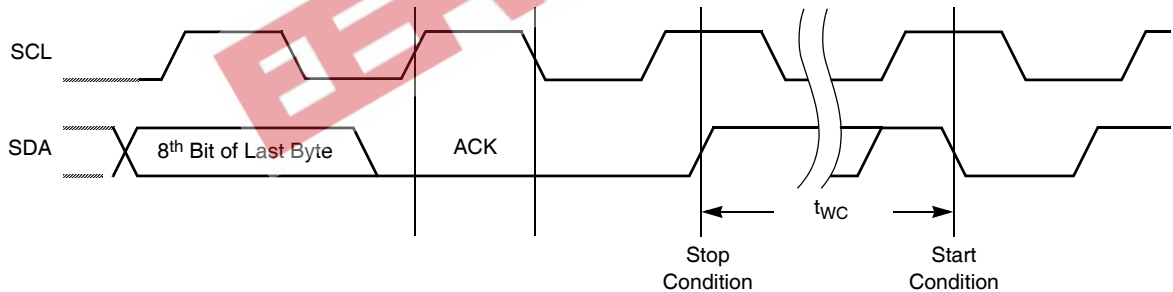 SCL
SDA
8th Bit of Last Byte
ACK
tWC
Stop
Condition
Start
Condition